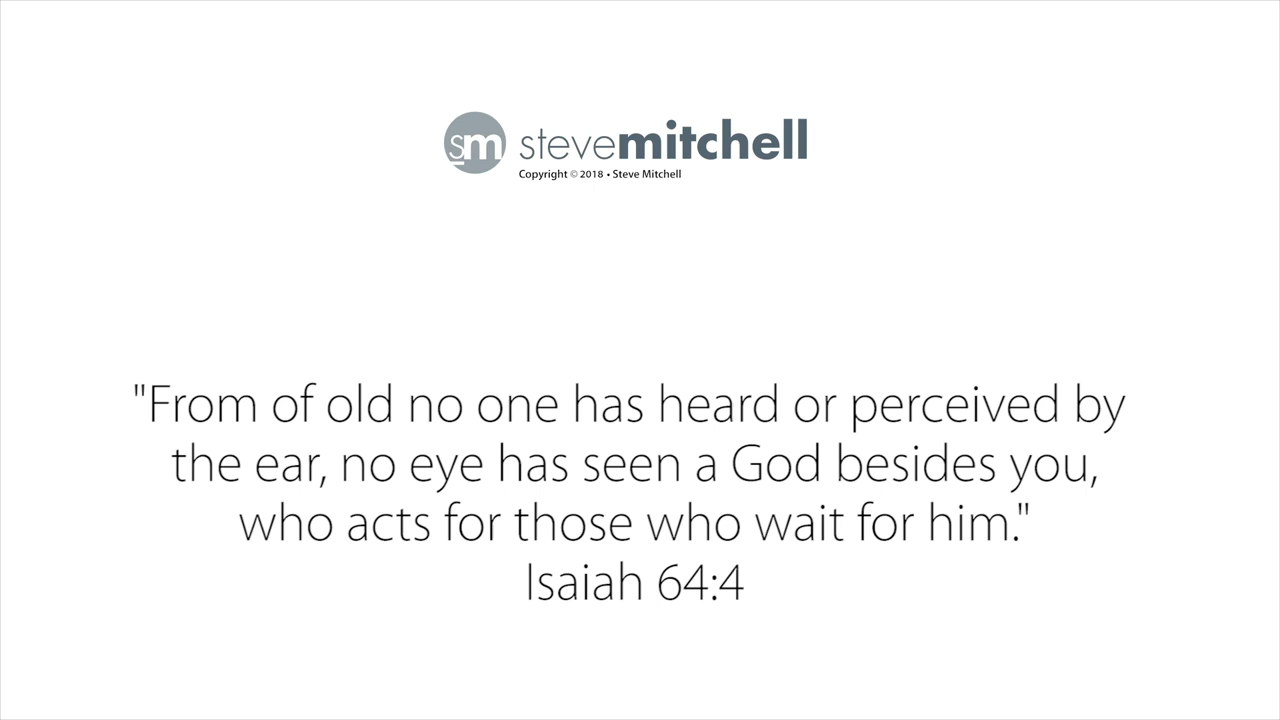 sm stevemitchell
Copyright © 2018 • Steve Mitchell
"From of old no one has heard or perceived by
the ear, no eye has seen a God besides you,
who acts for those who wait for him."
Isaiah 64:4